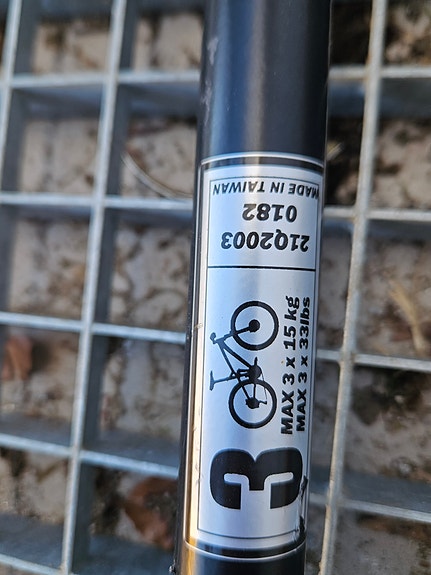 MADE IN TAIWAN
0182
21Q2003
MAX 3 x 15 kg
MAX 3 x 33lbs
3